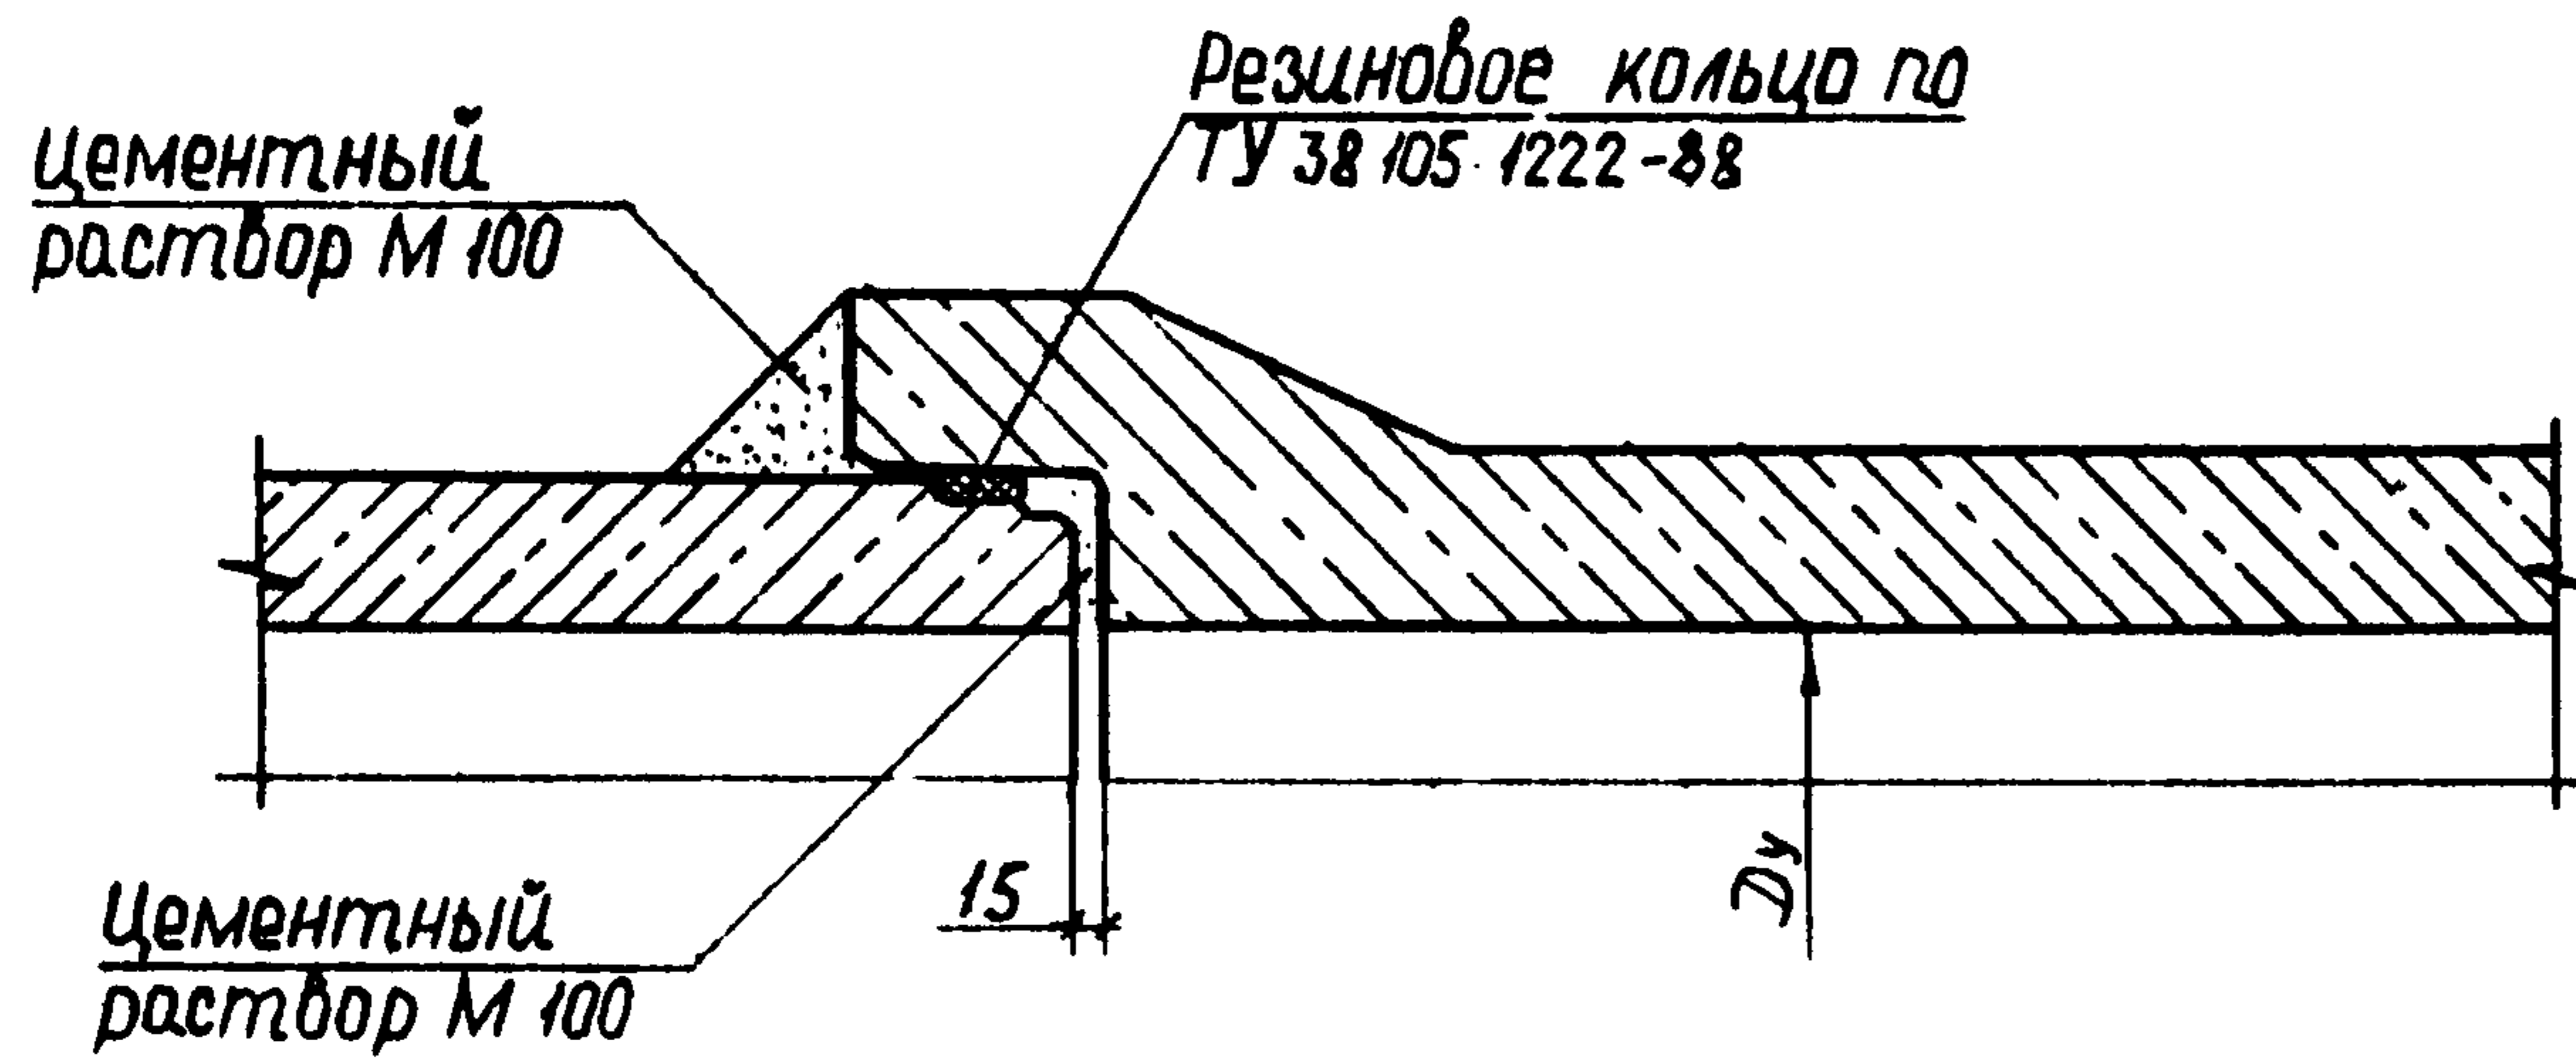 Резиновое кольцо по
ТУ 38 105. 1222-88
Цементный
раствор М 100
15
Dу
Цементный
раствор М 100